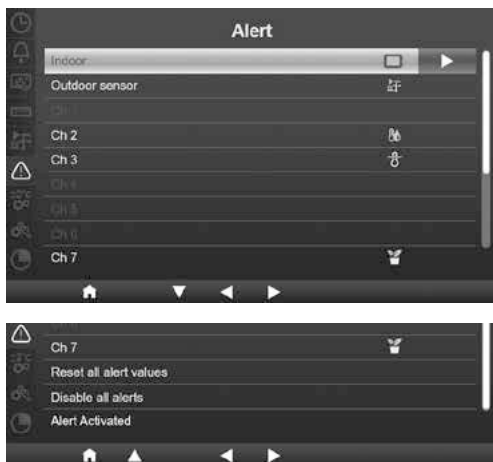 Alert
Indoor
Outdoor sensor
Ch 1
Ch 2
Ch 3
Ch 4
Ch 5
Ch 6
Ch 7
Ch 7
Reset all alert values
Disable all alerts
Alert Activated